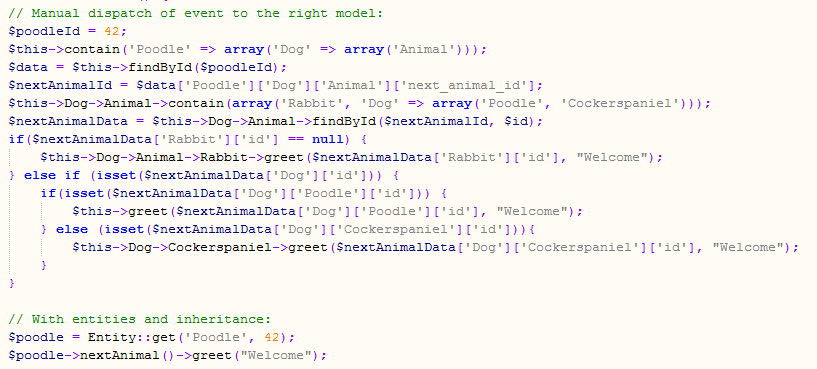 // Manual dispatch of event to the right model:
$poodleId = 42;
$this->contain('Poodle' => array('Dog' => array('Animal')));
$data = $this->findById($poodleId);
$nextAnimalId = $data['Poodle']['Dog']['Animal']['next_animal_id'];
$this->Dog->Animal->contain(array('Rabbit', 'Dog' => array('Poodle', 'Cockerspaniel')));
$nextAnimalData = $this->Dog->Animal->findById($nextAnimalId, $id);
if($nextAnimalData['Rabbit']['id'] == null) {
    $this->Dog->Animal->Rabbit->greet($nextAnimalData['Rabbit']['id'], "Welcome");
} else if (isset($nextAnimalData['Dog']['id'])) {
    if(isset($nextAnimalData['Dog']['Poodle']['id'])) {
        $this->greet($nextAnimalData['Dog']['Poodle']['id'], "Welcome");
    } else (isset($nextAnimalData['Dog']['Cockerspaniel']['id'])){
        $this->Dog->Cockerspaniel->greet($nextAnimalData['Dog']['Cockerspaniel']['id'], "Welcome");
    }
}
// With entities and inheritance:
$poodle = Entity::get('Poodle', 42);
$poodle->nextAnimal()->greet("Welcome");